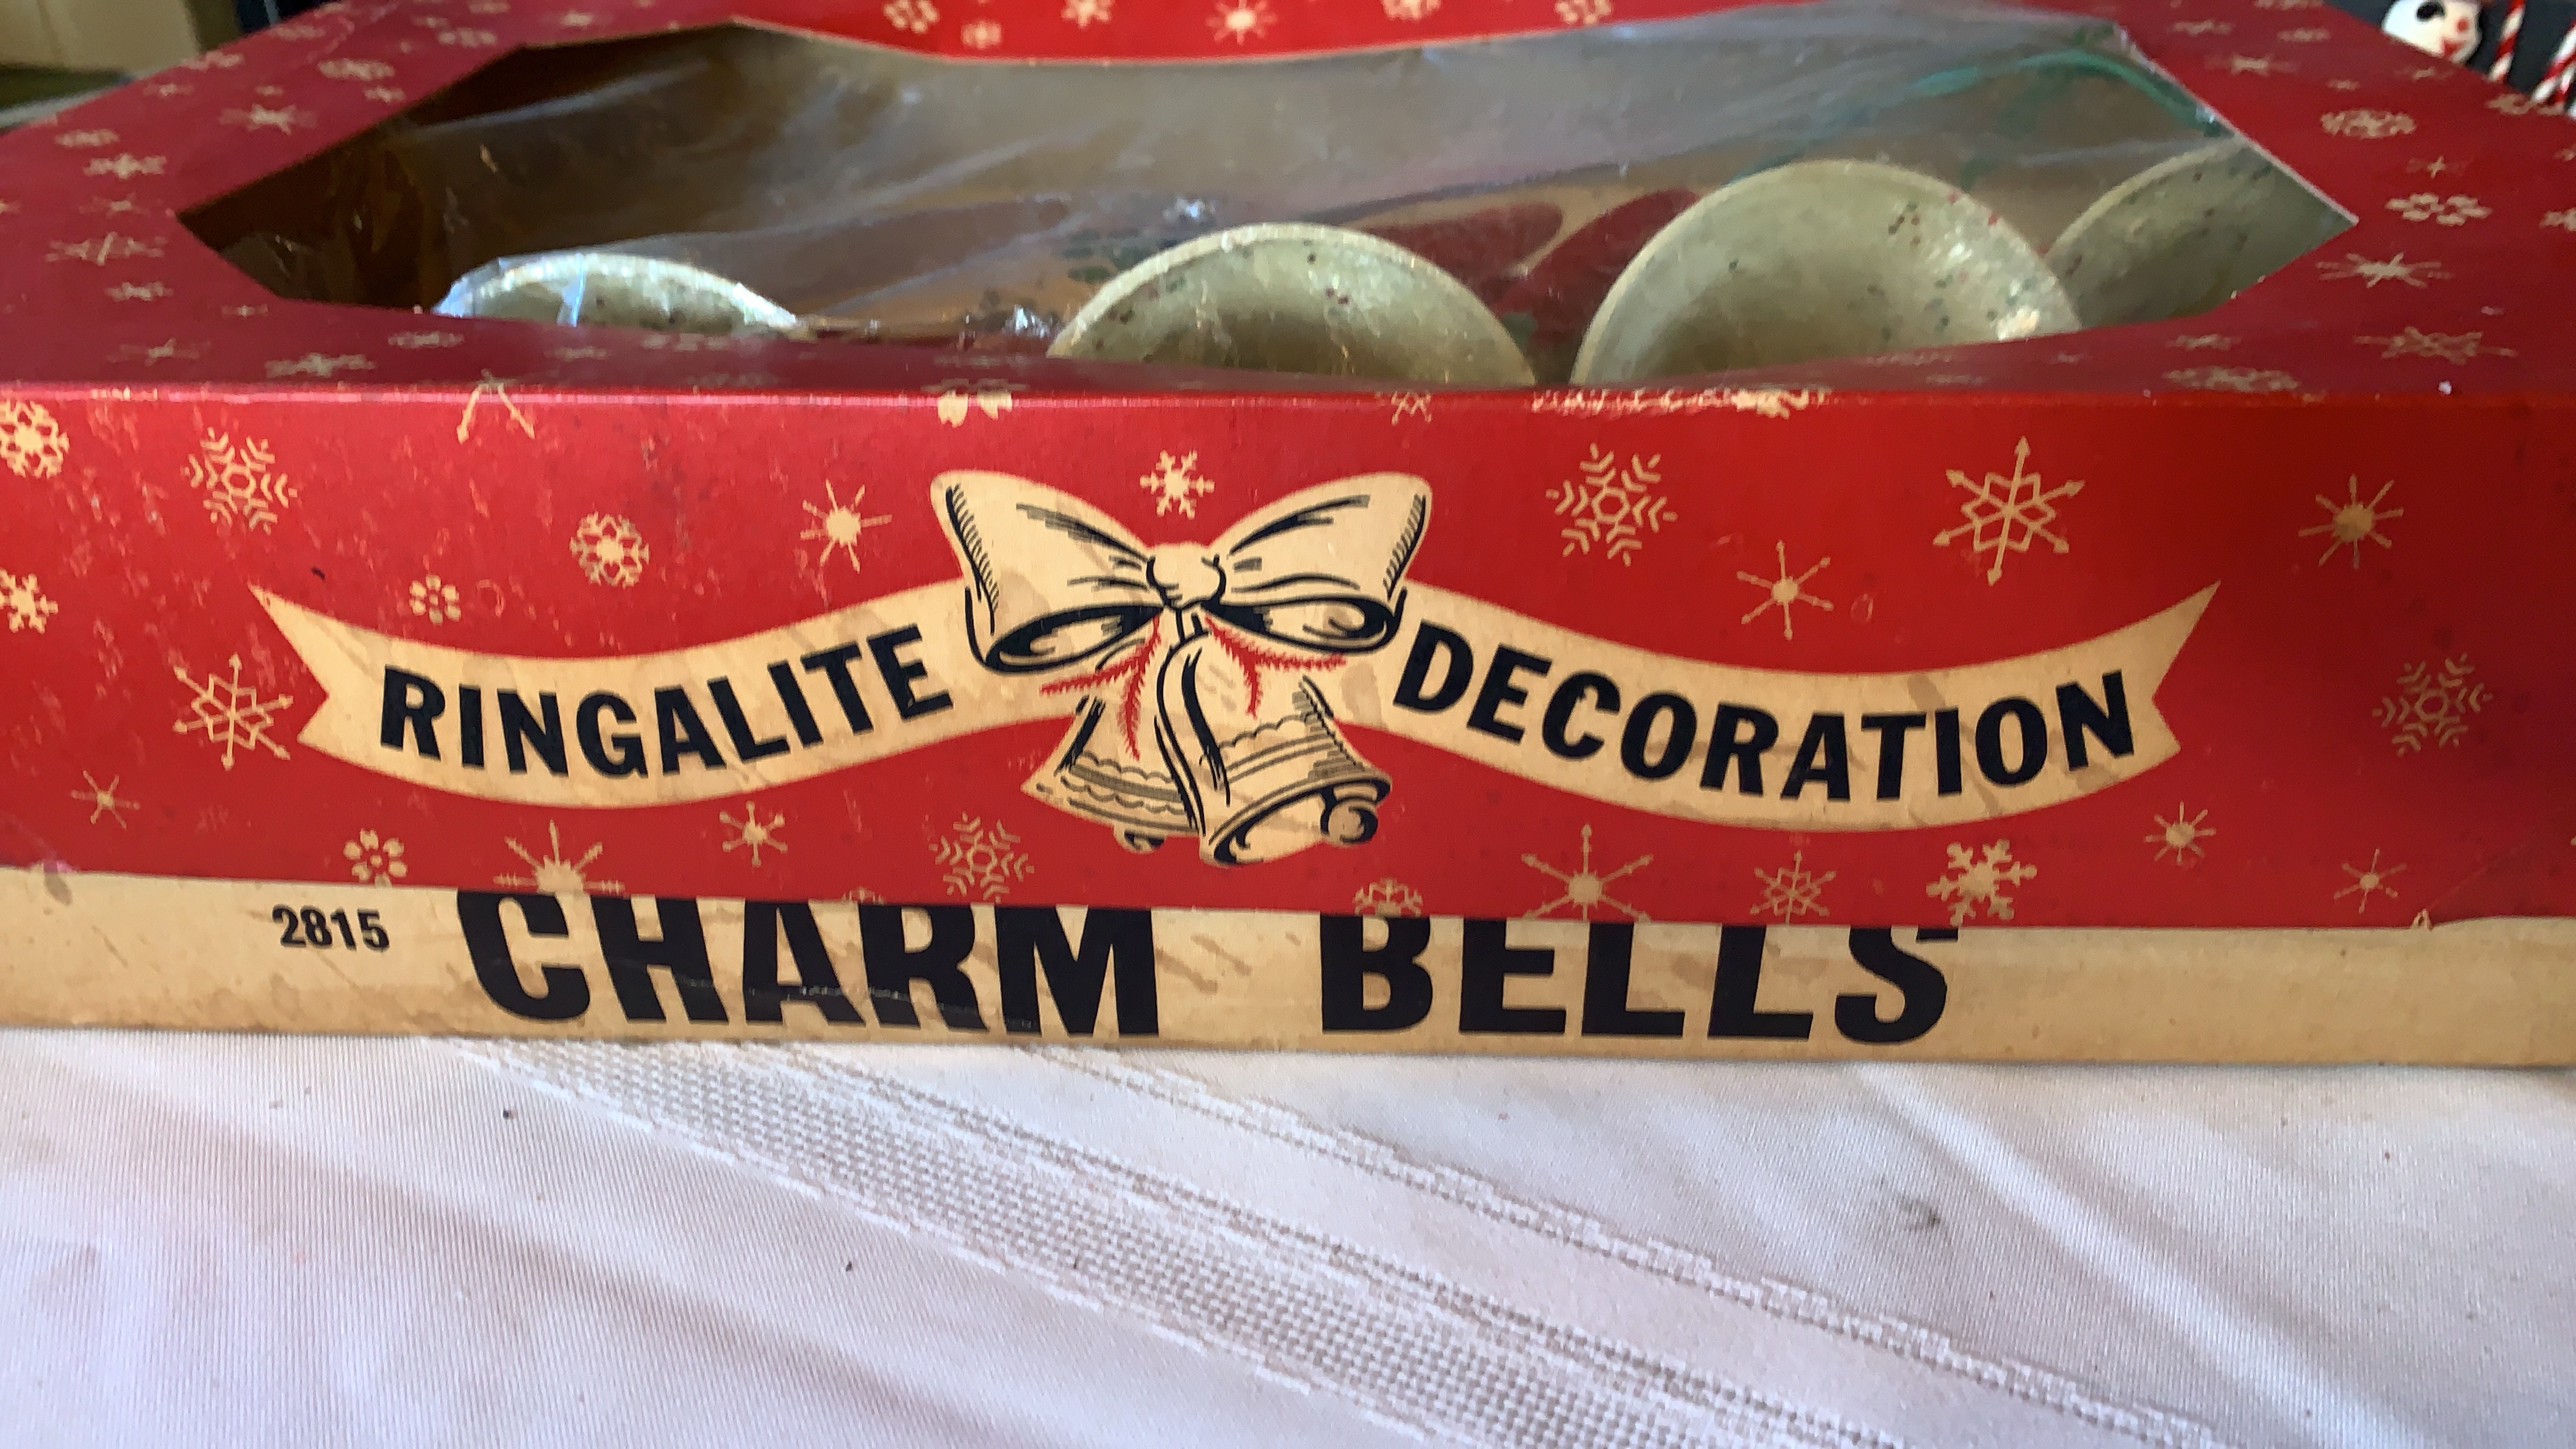 RINGALITE DECORATION
2815 CHARM BELLS